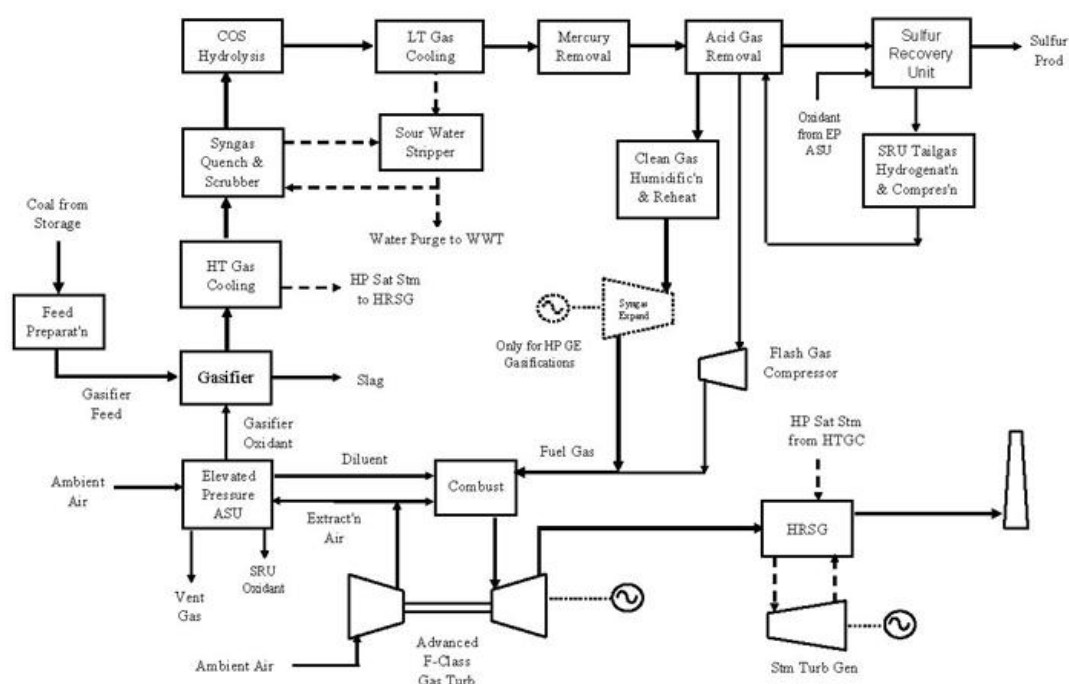 COS
Hydrolysis
LT Gas
Cooling
Mercury
Removal
Acid Gas
Removal
Sulfur
Recovery
Unit
Sulfur
Prod
Oxidant
from EP
ASU
Syngas
Quench &
Scrubber
Sour Water
Stripper
Clean Gas
Humidific'n
& Reheat
SRU Tailgas
Hydrogenat'n
& Compres'n
Coal from
Storage
Water Purge to WWT
HT Gas
Cooling
HP Sat Stm
to HRSG
Syngas
Expand
Feed
Preparat'n
Only for HP GE
Gasifications
Flash Gas
Compressor
Gasifier
Slag
Gasifier
Feed
Gasifier
Oxidant
HP Sat Stm
from HTGC
Fuel Gas
Diluent
Ambient
Air
Elevated
Pressure
ASU
Combust
Extract'n
Air
HRSG
SRU
Oxidant
Vent
Gas
Advanced
F-Class
Gas Turb
Ambient Air
Stm Turb Gen